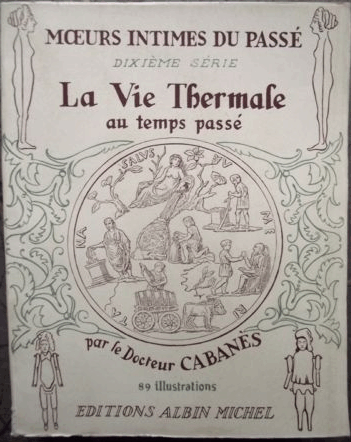 MŒURS INTIMES DU PASSÉ
DIXIÈME SÉRIE
La Vie Thermale
au temps passé
SALUS
par le Docteur CABANÈS
89 illustrations
EDITIONS ALBIN MICHEL